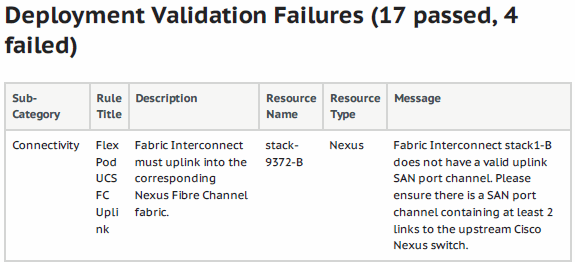 Deployment Validation Failures (17 passed, 4
failed)
Sub-
Category
Rule
Title
Description
Resource
Name
Resource
Type
Message
Connectivity
Flex
Pod
UCS
FC
Upli
nk
Fabric Interconnect
must uplink into the
corresponding
Nexus Fibre Channel
fabric.
stack-
9372-B
Nexus
Fabric Interconnect stack1-B
does not have a valid uplink
SAN port channel. Please
ensure there is a SAN port
channel containing at least 2
links to the upstream Cisco
Nexus switch.